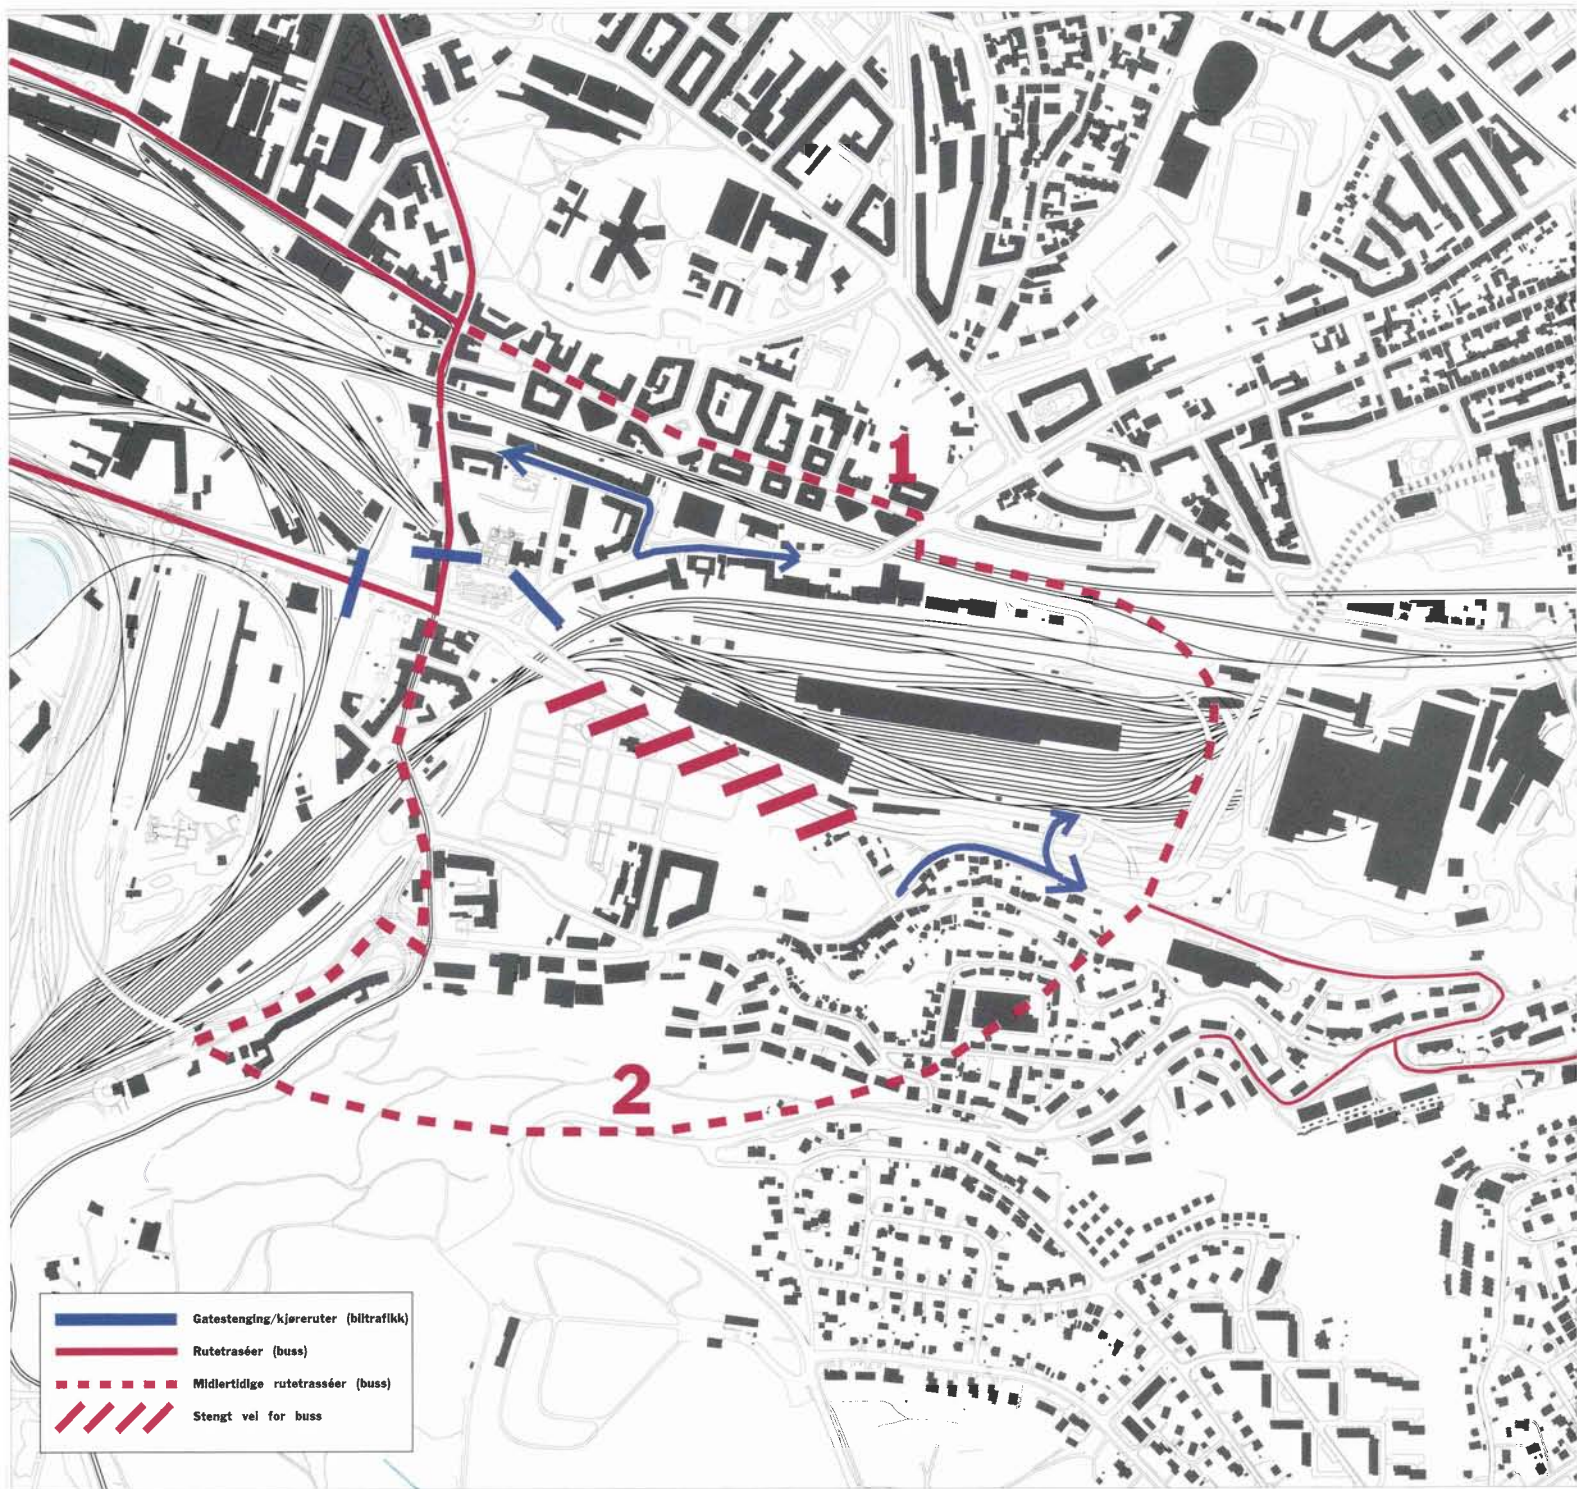 1
2
Gatestenging/kjøreruter (biltrafikk)
Rutetraséer (buss)
Midlertidige rutetrasséer (buss)
Stengt vei for buss